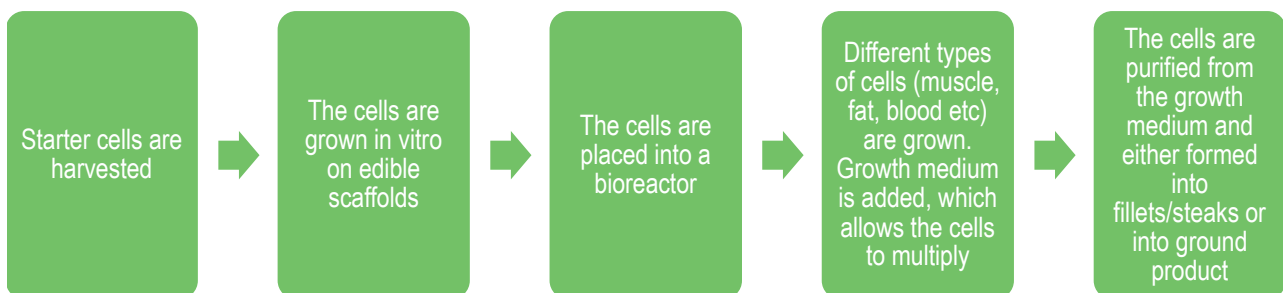 Starter cells are
harvested
The cells are
grown in vitro
on edible
scaffolds
The cells are
placed into a
bioreactor
Different types
of cells (muscle,
fat, blood etc)
are grown.
Growth medium
is added, which
allows the cells
to multiply
The cells are
purified from
the growth
medium and
either formed
into
fillets/steaks or
into ground
product